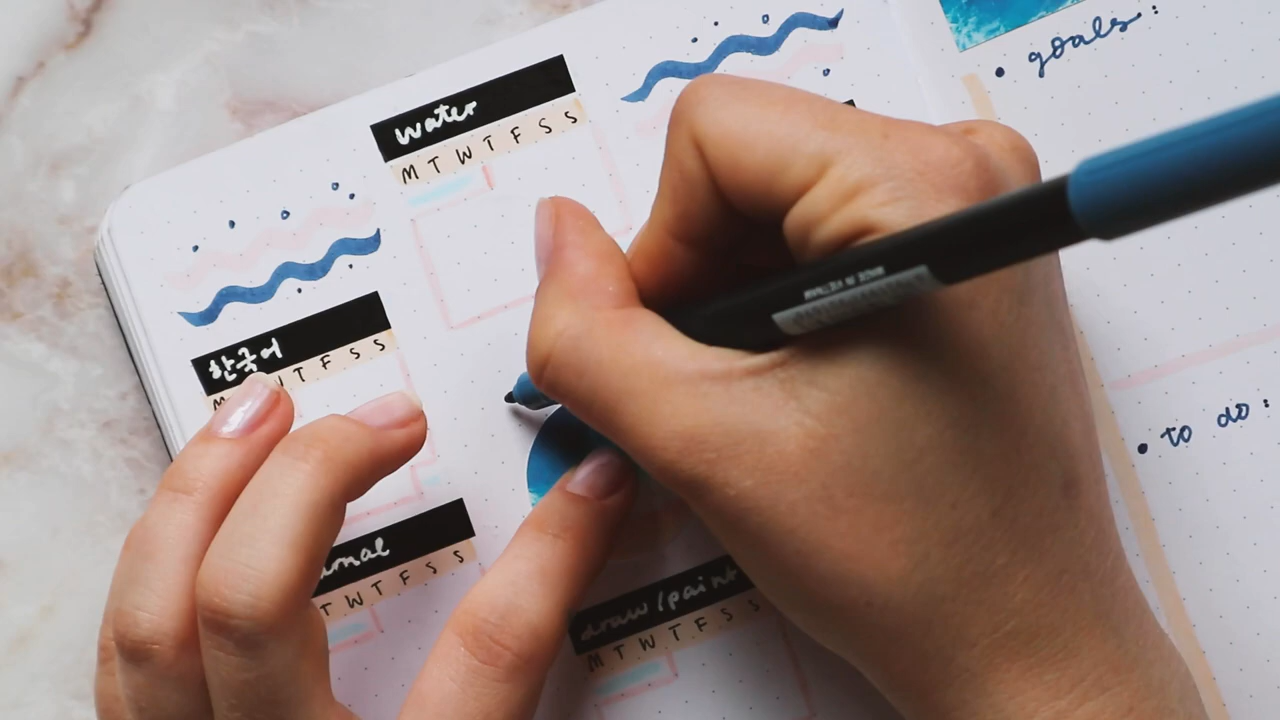 water
M T W T F S S
한국어
T F S S
T W T F S S
draw/paint
M T W T F S S
• goals:
• to do: